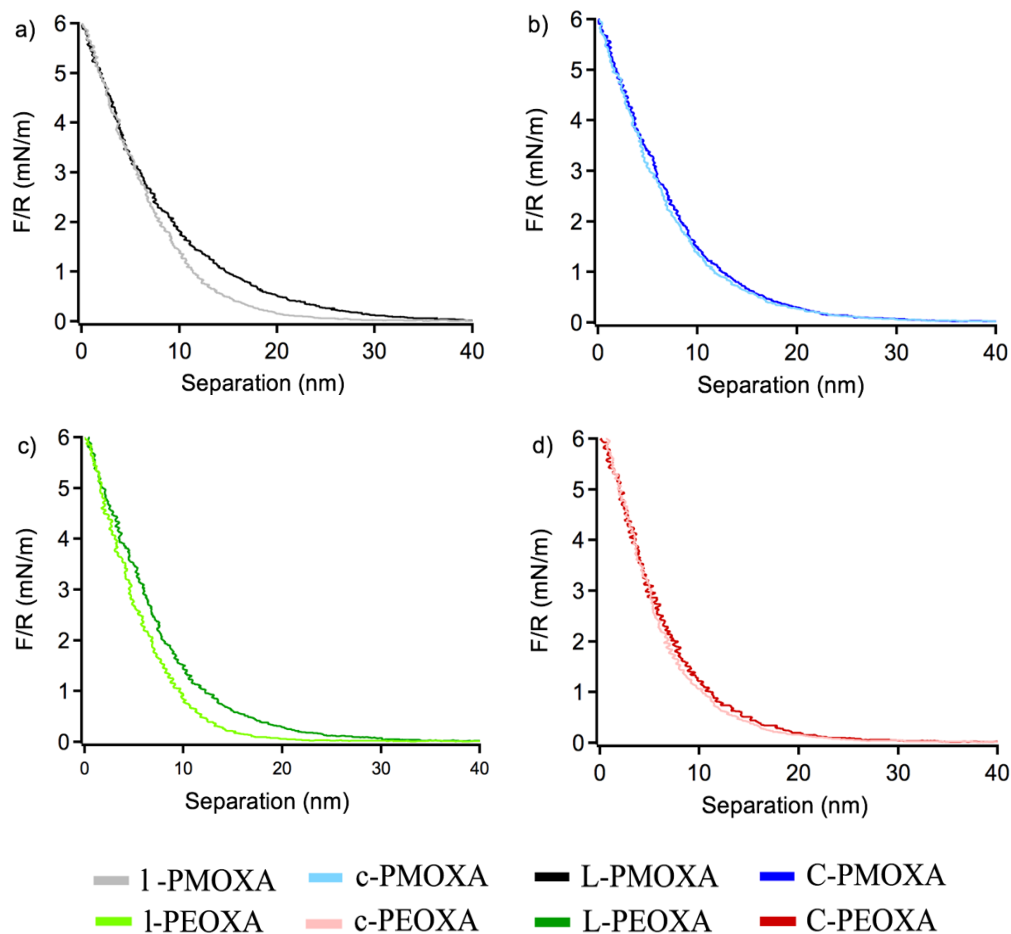 a)
6
5
4
3
2
1
0
F/R (mN/m)
0 10 20 30 40
Separation (nm)
b)
6
5
4
3
2
1
0
F/R (mN/m)
0 10 20 30 40
Separation (nm)
c)
6
5
4
3
2
1
0
F/R (mN/m)
0 10 20 30 40
Separation (nm)
d)
6
5
4
3
2
1
0
F/R (mN/m)
0 10 20 30 40
Separation (nm)
l -PMOXA c-PMOXA L-PMOXA C-PMOXA
l-PEOXA c-PEOXA L-PEOXA C-PEOXA